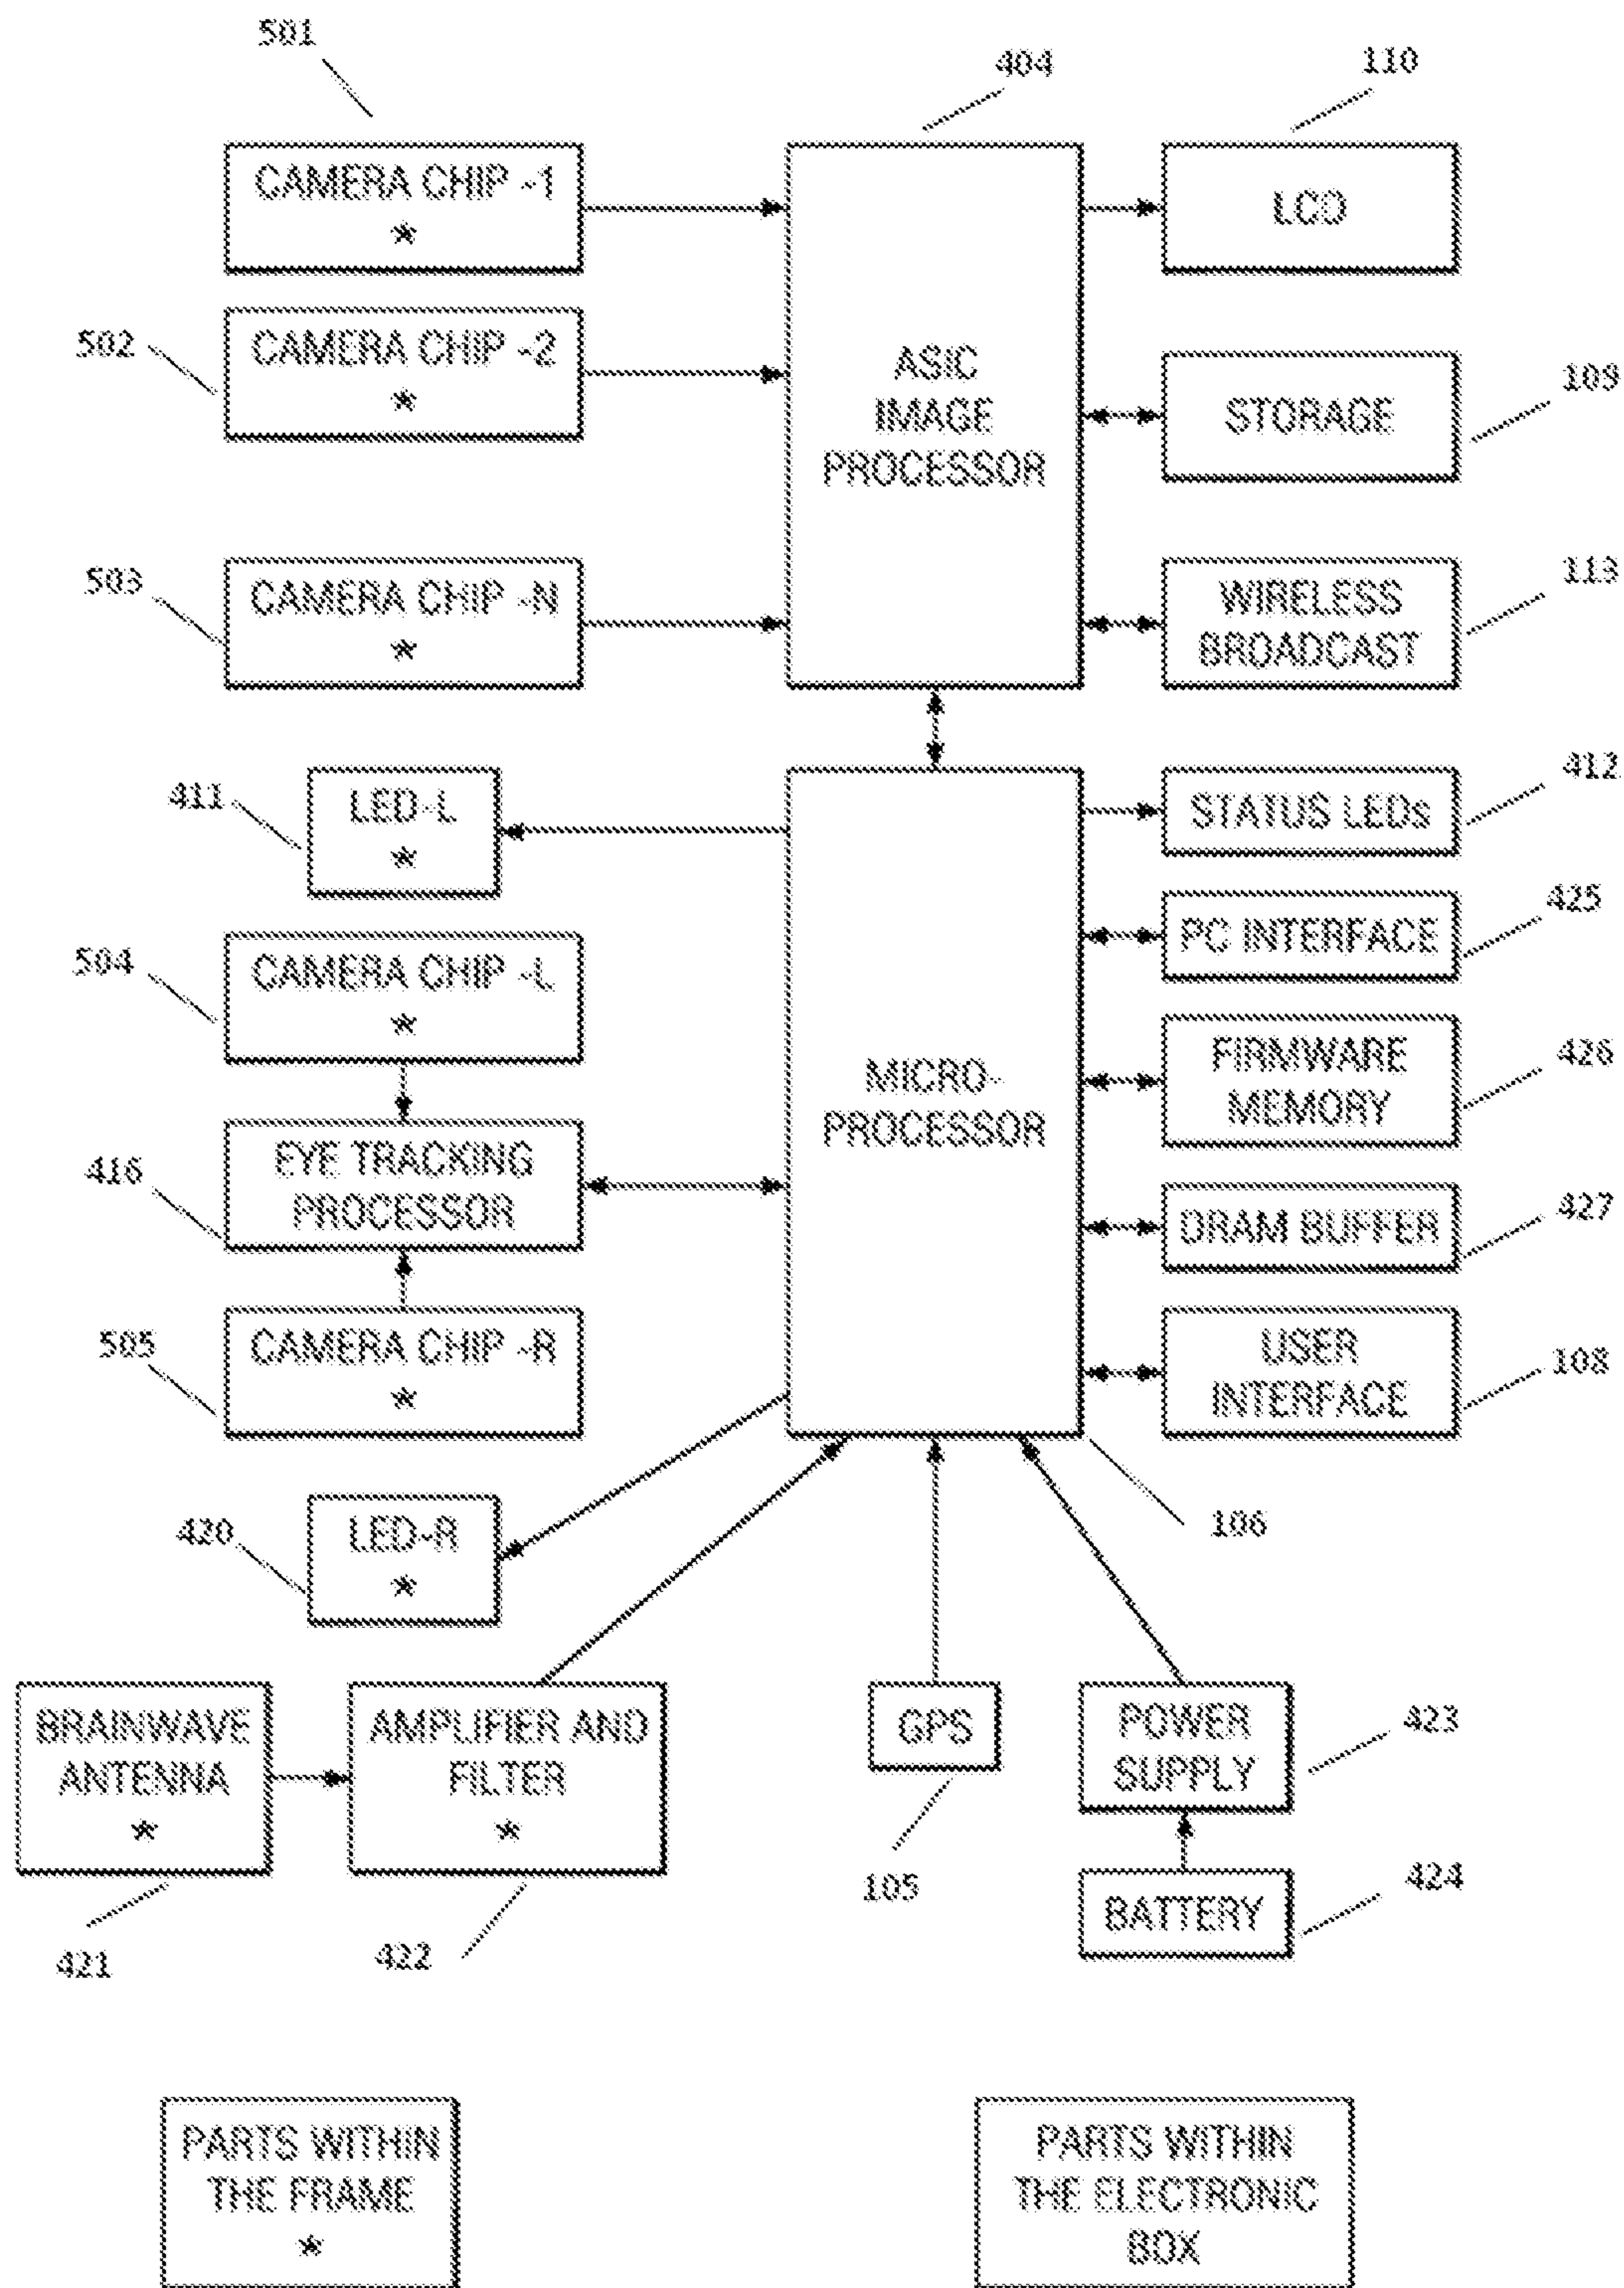 501
404
110
CAMERA CHIP -1
*
LCD
502
CAMERA CHIP -2
*
ASIC
IMAGE
PROCESSOR
STORAGE
109
503
CAMERA CHIP -N
*
WIRELESS
BROADCAST
113
411
LED-L
*
STATUS LEDs
412
PC INTERFACE
425
504
CAMERA CHIP -L
*
MICRO-
PROCESSOR
FIRMWARE
MEMORY
426
416
EYE TRACKING
PROCESSOR
DRAM BUFFER
427
505
CAMERA CHIP -R
*
USER
INTERFACE
108
420
LED-R
*
106
BRAINWAVE
ANTENNA
*
AMPLIFIER AND
FILTER
*
GPS
POWER
SUPPLY
423
421
422
105
BATTERY
424
PARTS WITHIN
THE FRAME
*
PARTS WITHIN
THE ELECTRONIC
BOX